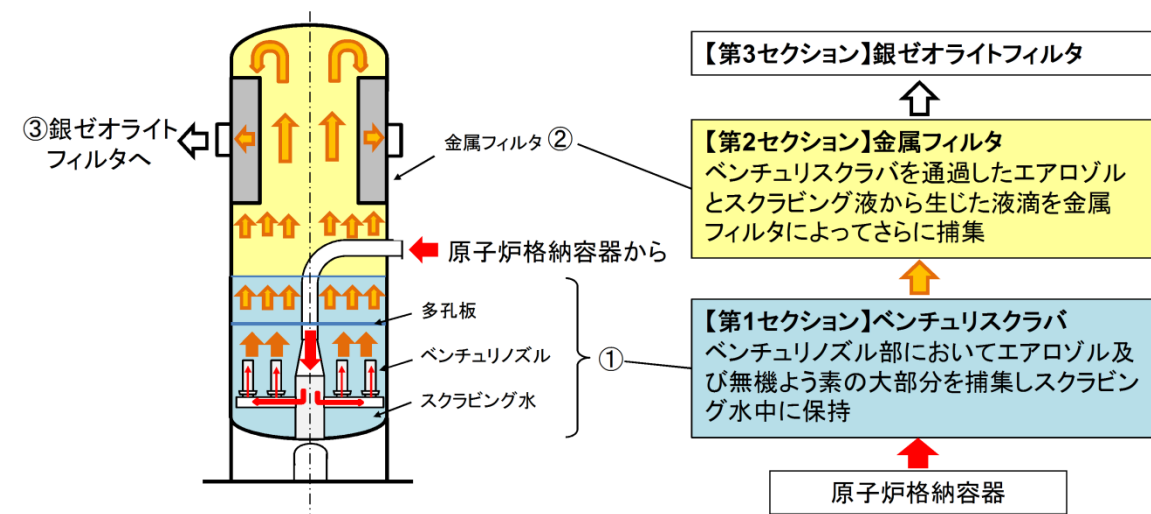 ③銀ゼオライト
フィルタへ
金属フィルタ ②
原子炉格納容器から
多孔板
ベンチュリノズル
①
スクラビング水
【第3セクション】銀ゼオライトフィルタ
【第2セクション】金属フィルタ
ベンチュリスクラバを通過したエアロゾル
とスクラビング液から生じた液滴を金属
フィルタによってさらに捕集
【第1セクション】ベンチュリスクラバ
ベンチュリノズル部においてエアロゾル及
び無機よう素の大部分を捕集しスクラビン
グ水中に保持
原子炉格納容器